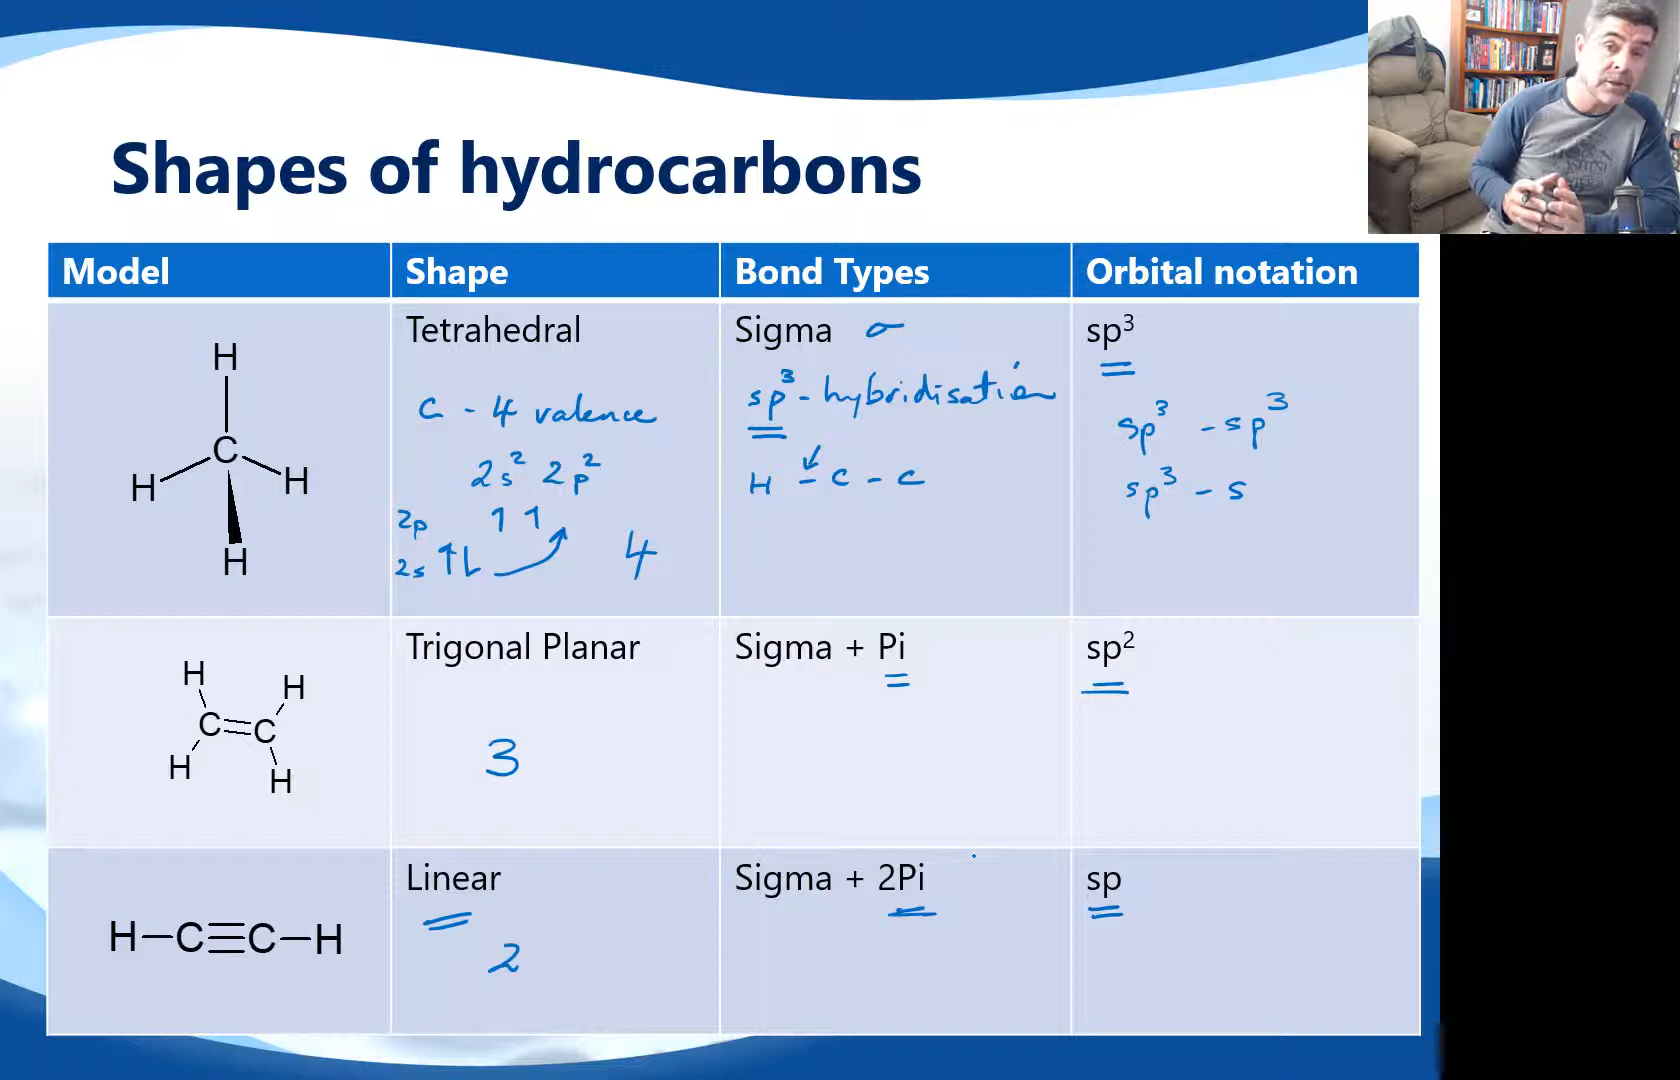 Shapes of hydrocarbons
Model Shape Bond Types Orbital notation
H
C
H H
H
Tetrahedral
C - 4 valence
2s² 2p²
2p 1 1
2s ↑↓ 4
Sigma σ
sp³ - hybridisation
H - C - C
sp³
sp³ - sp³
sp³ - s
H H
C=C
H H
Trigonal Planar
3
Sigma + Pi
sp²
H—C≡C—H
Linear
2
Sigma + 2Pi
sp